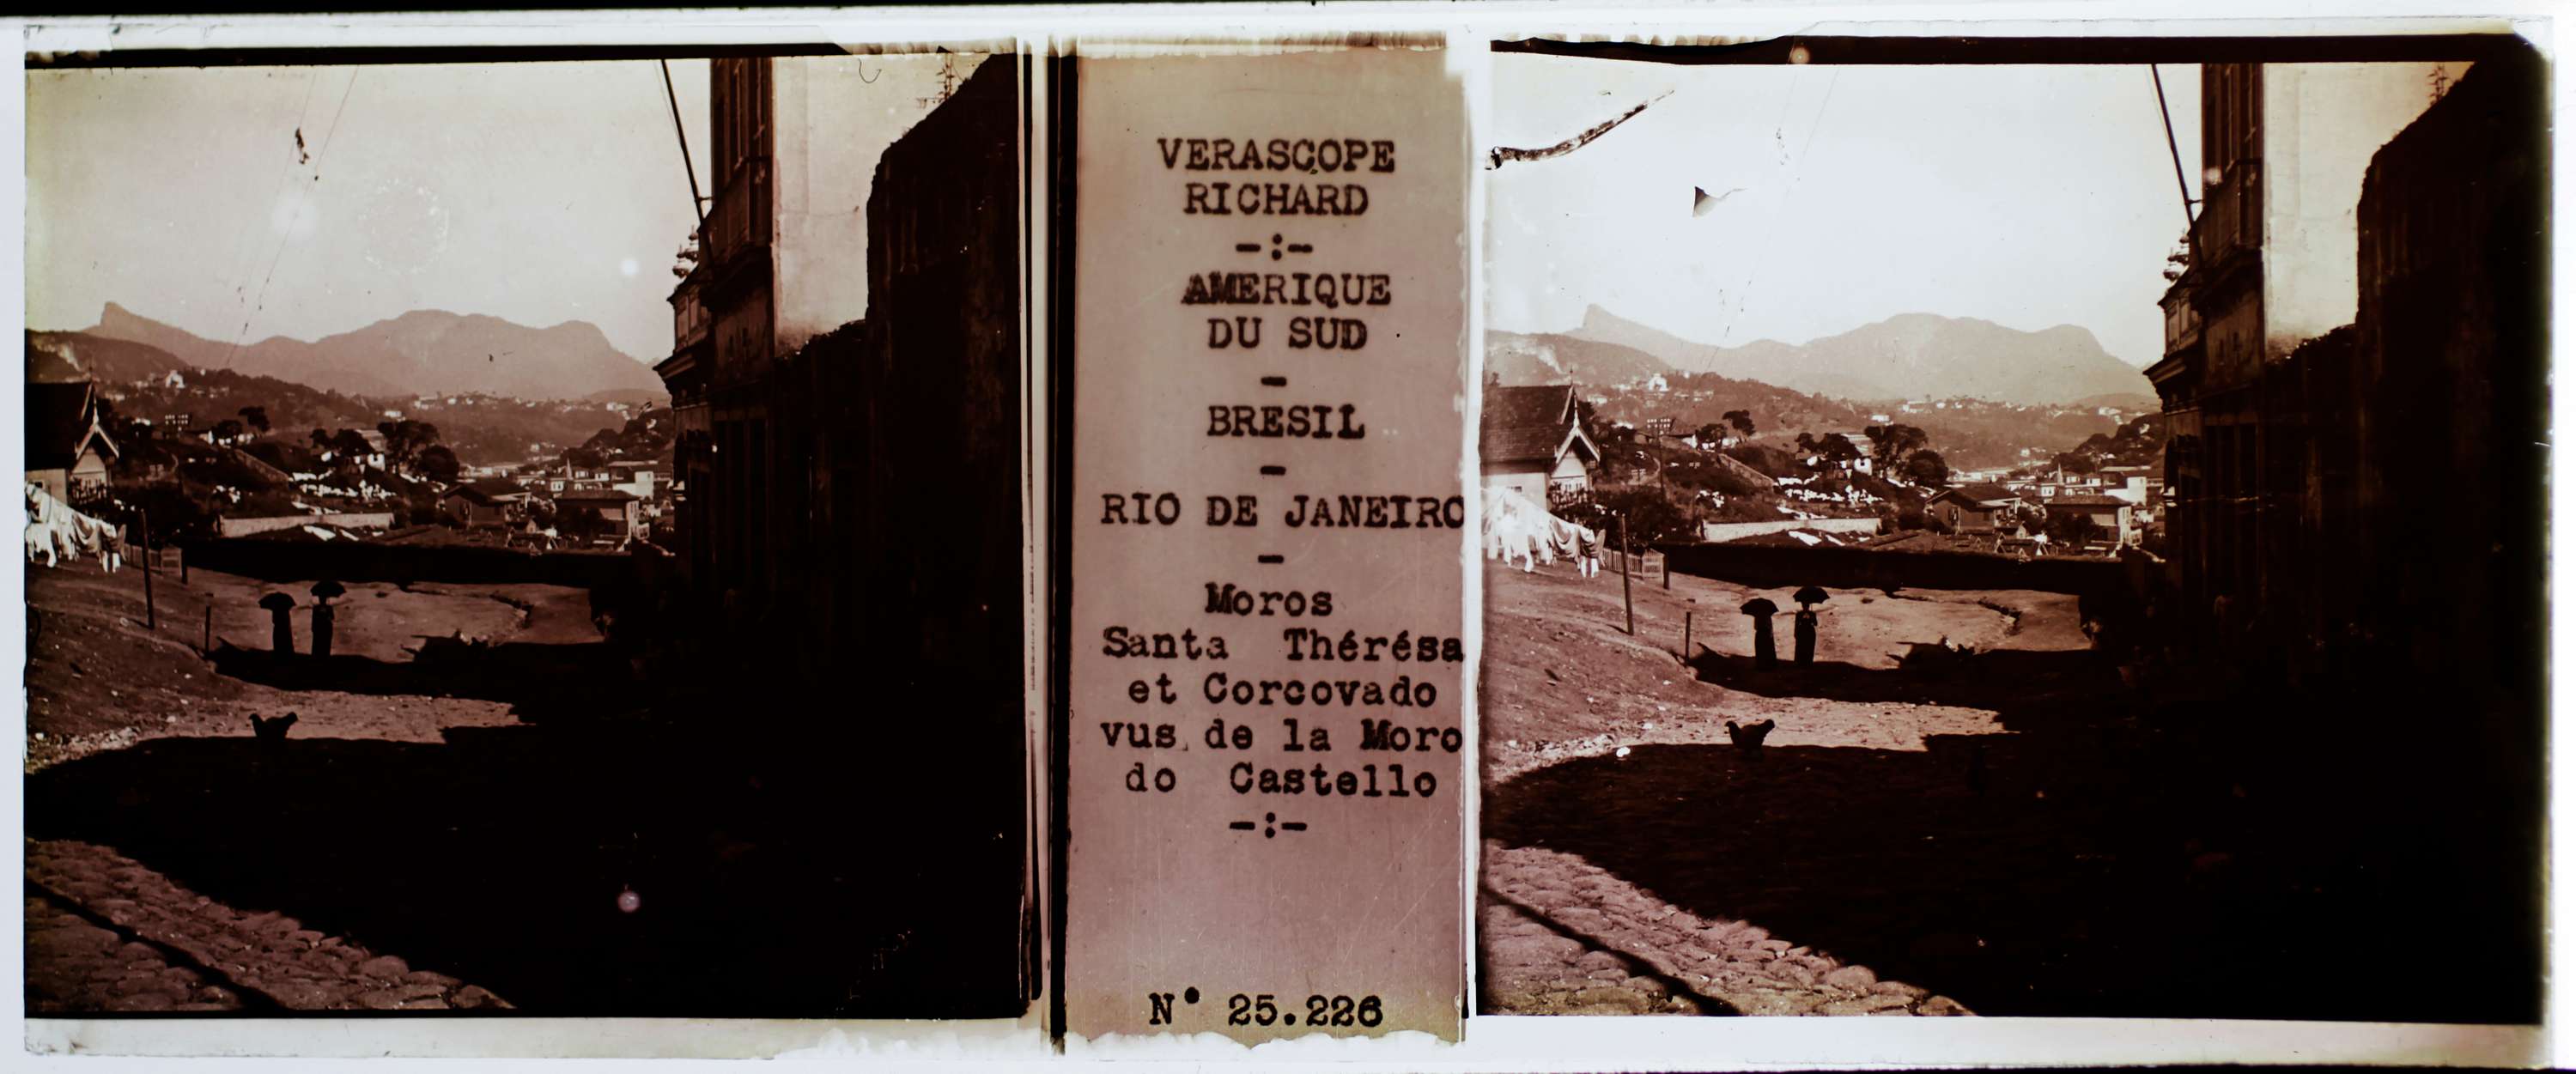 VERASCOPE
RICHARD
-:-
AMERIQUE
DU SUD
-
BRESIL
-
RIO DE JANEIRO
-
Moros
Santa Thérésa
et Corcovado
vus de la Moro
do Castello
-:-
N° 25.226